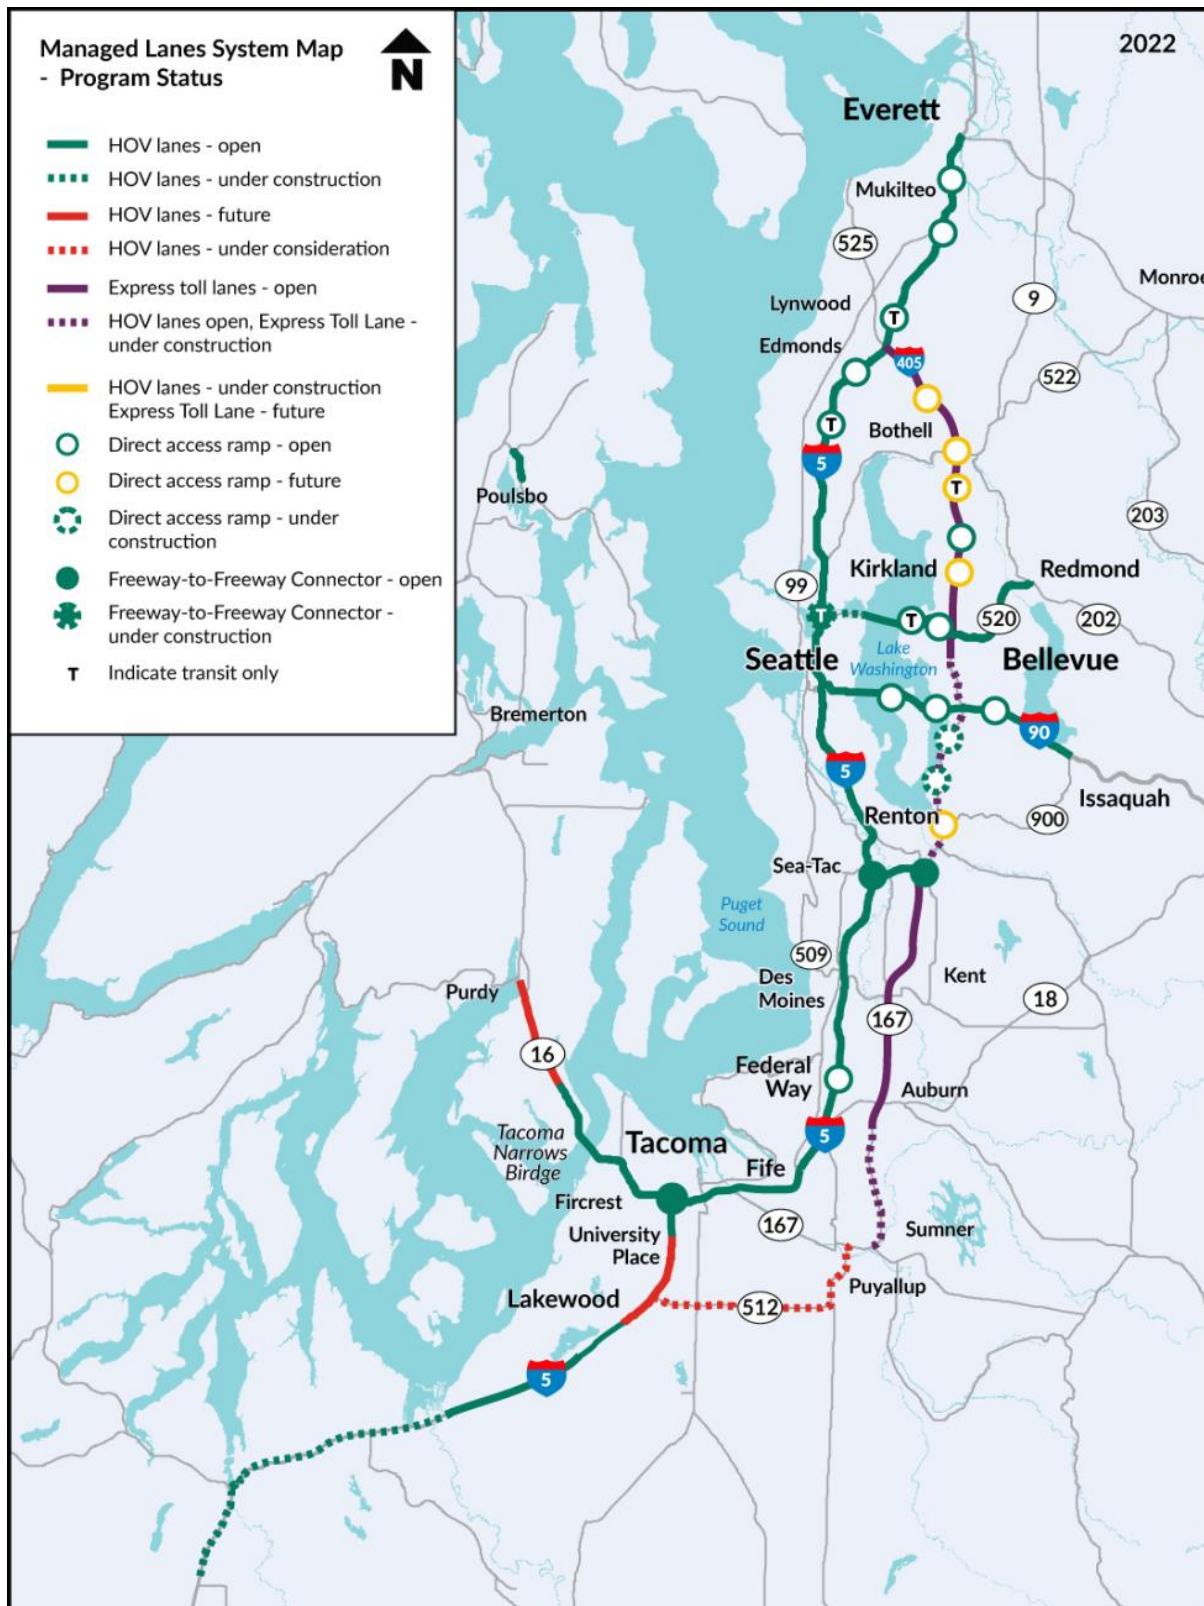 Managed Lanes System Map
- Program Status
N
2022
HOV lanes - open
HOV lanes - under construction
HOV lanes - future
HOV lanes - under consideration
Express toll lanes - open
HOV lanes open, Express Toll Lane -
under construction
HOV lanes - under construction
Express Toll Lane - future
Direct access ramp - open
Direct access ramp - future
Direct access ramp - under
construction
Freeway-to-Freeway Connector - open
Freeway-to-Freeway Connector -
under construction
T Indicate transit only
Everett
Mukilteo
525
9
Monroe
Lynwood
T
Edmonds
405
522
T
Bothell
5
T
Poulsbo
203
Kirkland
Redmond
99
T
T
520
202
Seattle
Lake
Washington
Bellevue
Bremerton
90
5
Issaquah
Renton
900
Sea-Tac
Puget
Sound
509
Kent
Des
Moines
Purdy
18
167
16
Federal
Way
Auburn
5
Tacoma
Narrows
Birdge
Tacoma
Fife
Fircrest
167
University
Place
Sumner
Puyallup
Lakewood
512
5